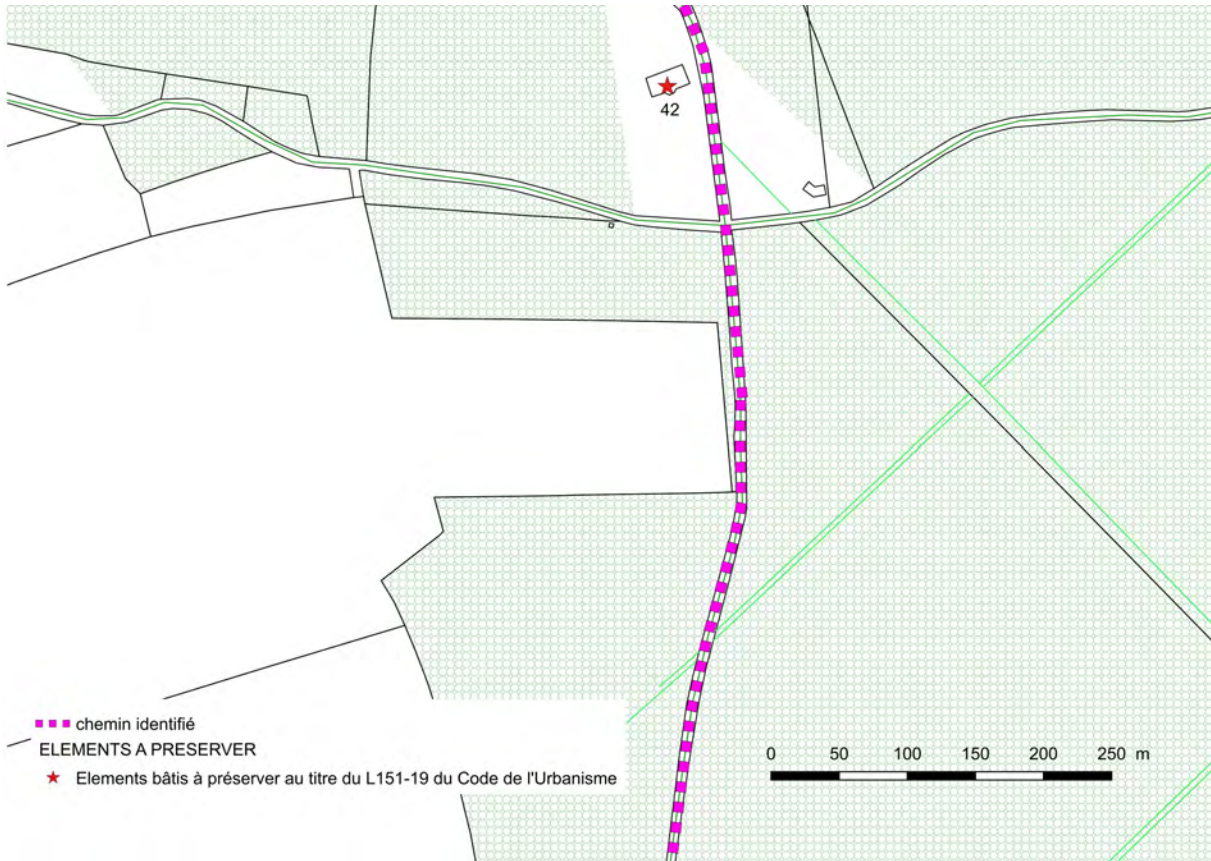 42
chemin identifié
ELEMENTS A PRESERVER
Elements bâtis à préserver au titre du L151-19 du Code de l'Urbanisme
0 50 100 150 200 250 m